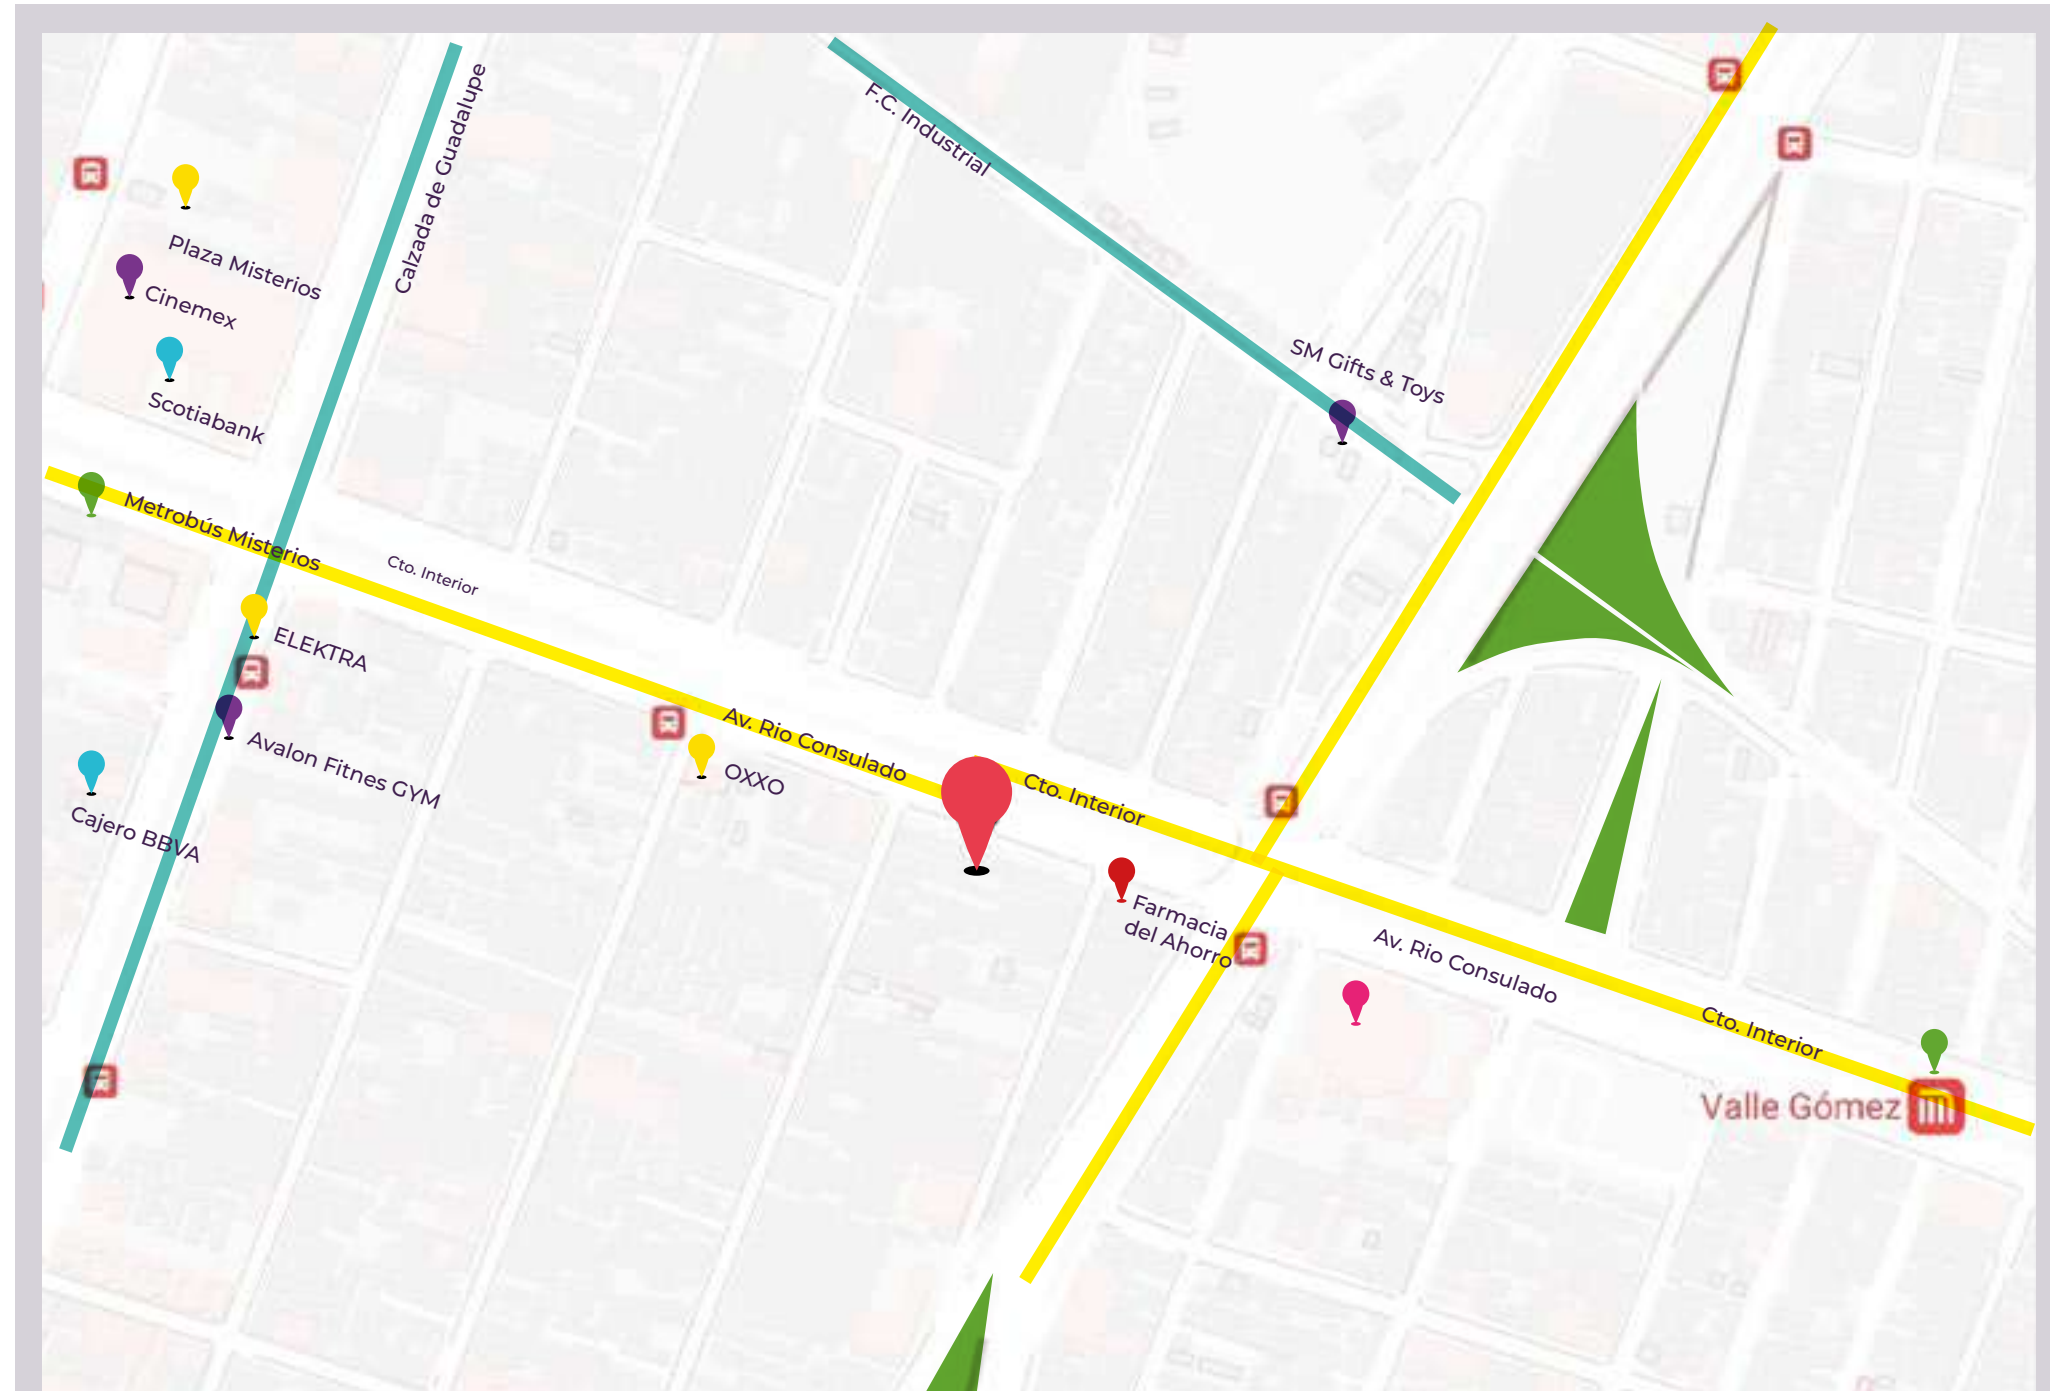 Calzada de Guadalupe
F.C. Industrial
Plaza Misterios
Cinemex
Scotiabank
SM Gifts & Toys
Metrobús Misterios
Cto. Interior
ELEKTRA
Avalon Fitnes GYM
Cajero BBVA
Av. Rio Consulado
OXXO
Cto. Interior
Farmacia
del Ahorro
Av. Rio Consulado
Cto. Interior
Valle Gómez